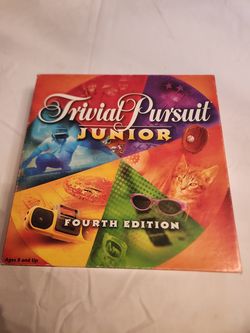 Trivial Pursuit
JUNIOR
FOURTH EDITION
Ages 8 and Up